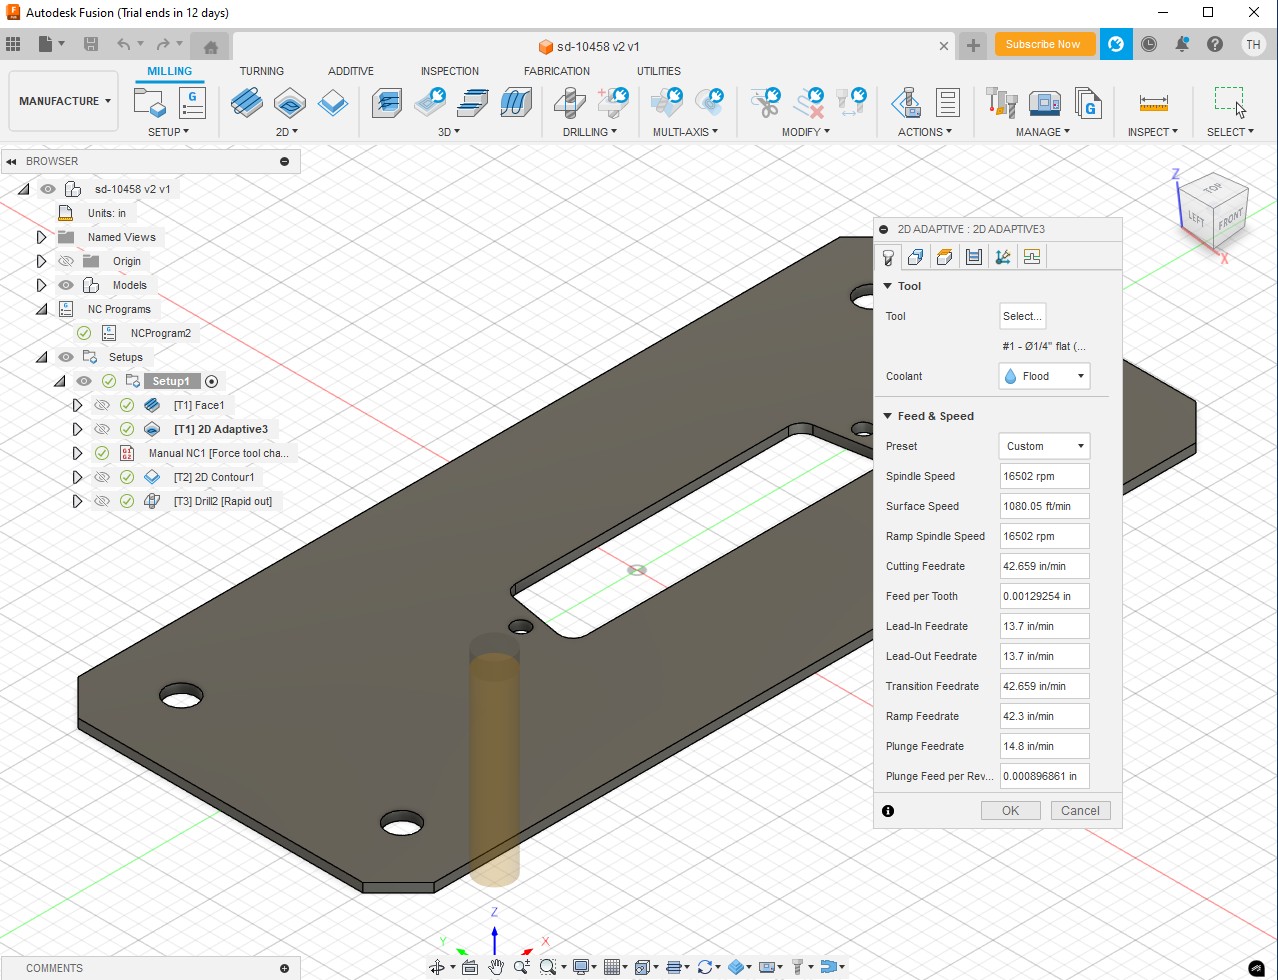 Autodesk Fusion (Trial ends in 12 days)
sd-10458 v2 v1
Subscribe Now
TH
MANUFACTURE
MILLING
TURNING
ADDITIVE
INSPECTION
FABRICATION
UTILITIES
SETUP
2D
3D
DRILLING
MULTI-AXIS
MODIFY
ACTIONS
MANAGE
INSPECT
SELECT
BROWSER
sd-10458 v2 v1
Units: in
Named Views
Origin
Models
NC Programs
NCProgram2
Setups
Setup1
[T1] Face1
[T1] 2D Adaptive3
Manual NC1 [Force tool cha...
[T2] 2D Contour1
[T3] Drill2 [Rapid out]
Z
TOP
LEFT
FRONT
X
2D ADAPTIVE : 2D ADAPTIVE3
Tool
Tool
Select...
#1 - Ø1/4" flat (...
Coolant
Flood
Feed & Speed
Preset
Custom
Spindle Speed
16502 rpm
Surface Speed
1080.05 ft/min
Ramp Spindle Speed
16502 rpm
Cutting Feedrate
42.659 in/min
Feed per Tooth
0.00129254 in
Lead-In Feedrate
13.7 in/min
Lead-Out Feedrate
13.7 in/min
Transition Feedrate
42.659 in/min
Ramp Feedrate
42.3 in/min
Plunge Feedrate
14.8 in/min
Plunge Feed per Rev...
0.000896861 in
OK
Cancel
Z
Y
X
COMMENTS